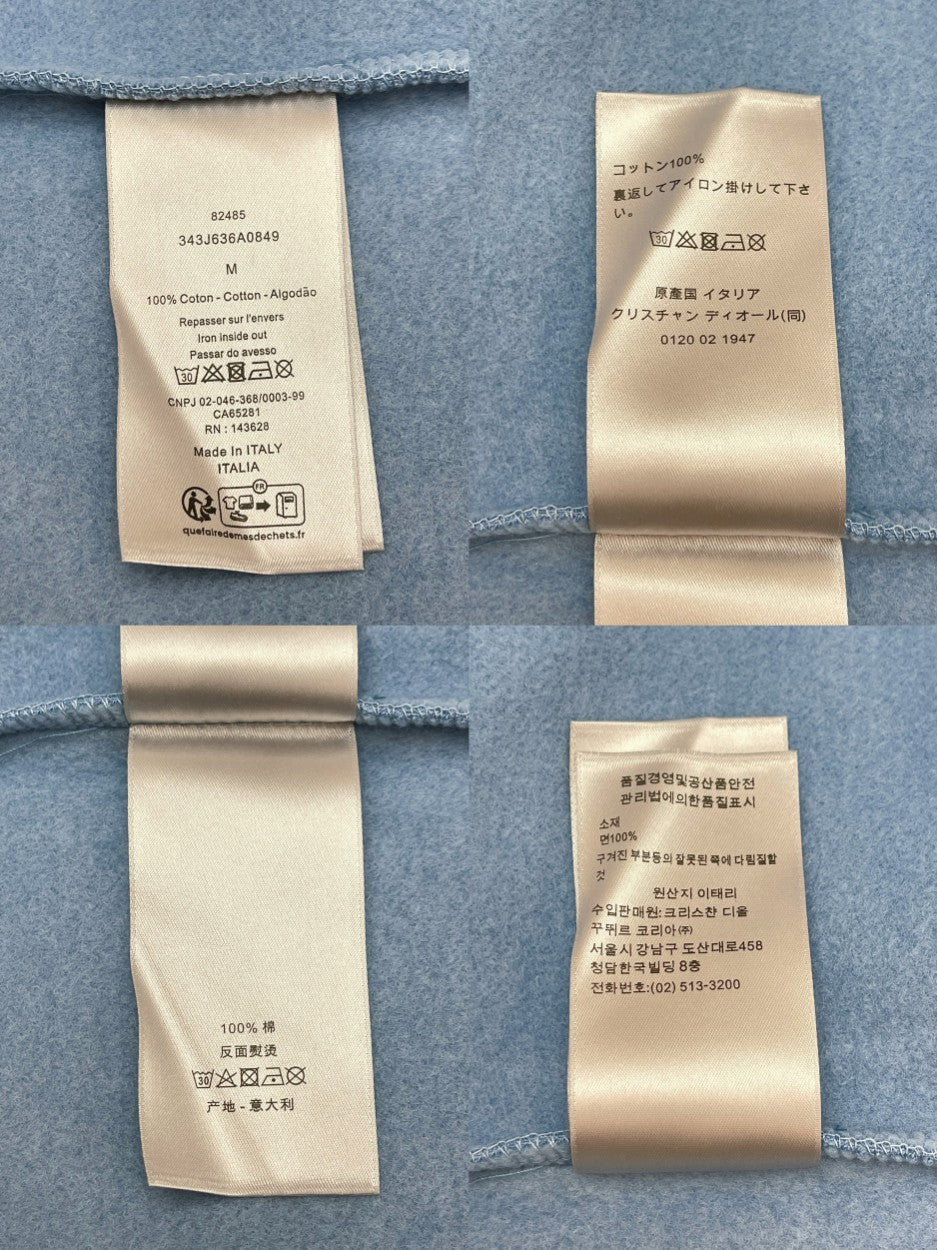 82485
343J636A0849
M
100% Coton - Cotton - Algodão
Repasser sur l'envers
Iron inside out
Passar do avesso
30
CNPJ 02-046-368/0003-99
CA65281
RN : 143628
Made In ITALY
ITALIA
FR
quefairedemesdechets.fr
コットン100%
裏返してアイロン掛けして下さ
い。
30
原產国 イタリア
クリスチャン ディオール(同)
0120 02 1947
100% 棉
反面熨烫
30
产地 - 意大利
품질경영및공산품안전
관리법에의한품질표시
소재
면100%
구겨진 부분등의 잘못된 쪽에 다림질할
것
원산지 이태리
수입판매원:크리스챤 디올
꾸뛰르 코리아㈜
서울시 강남구 도산대로458
청담한국빌딩 8층
전화번호:(02) 513-3200